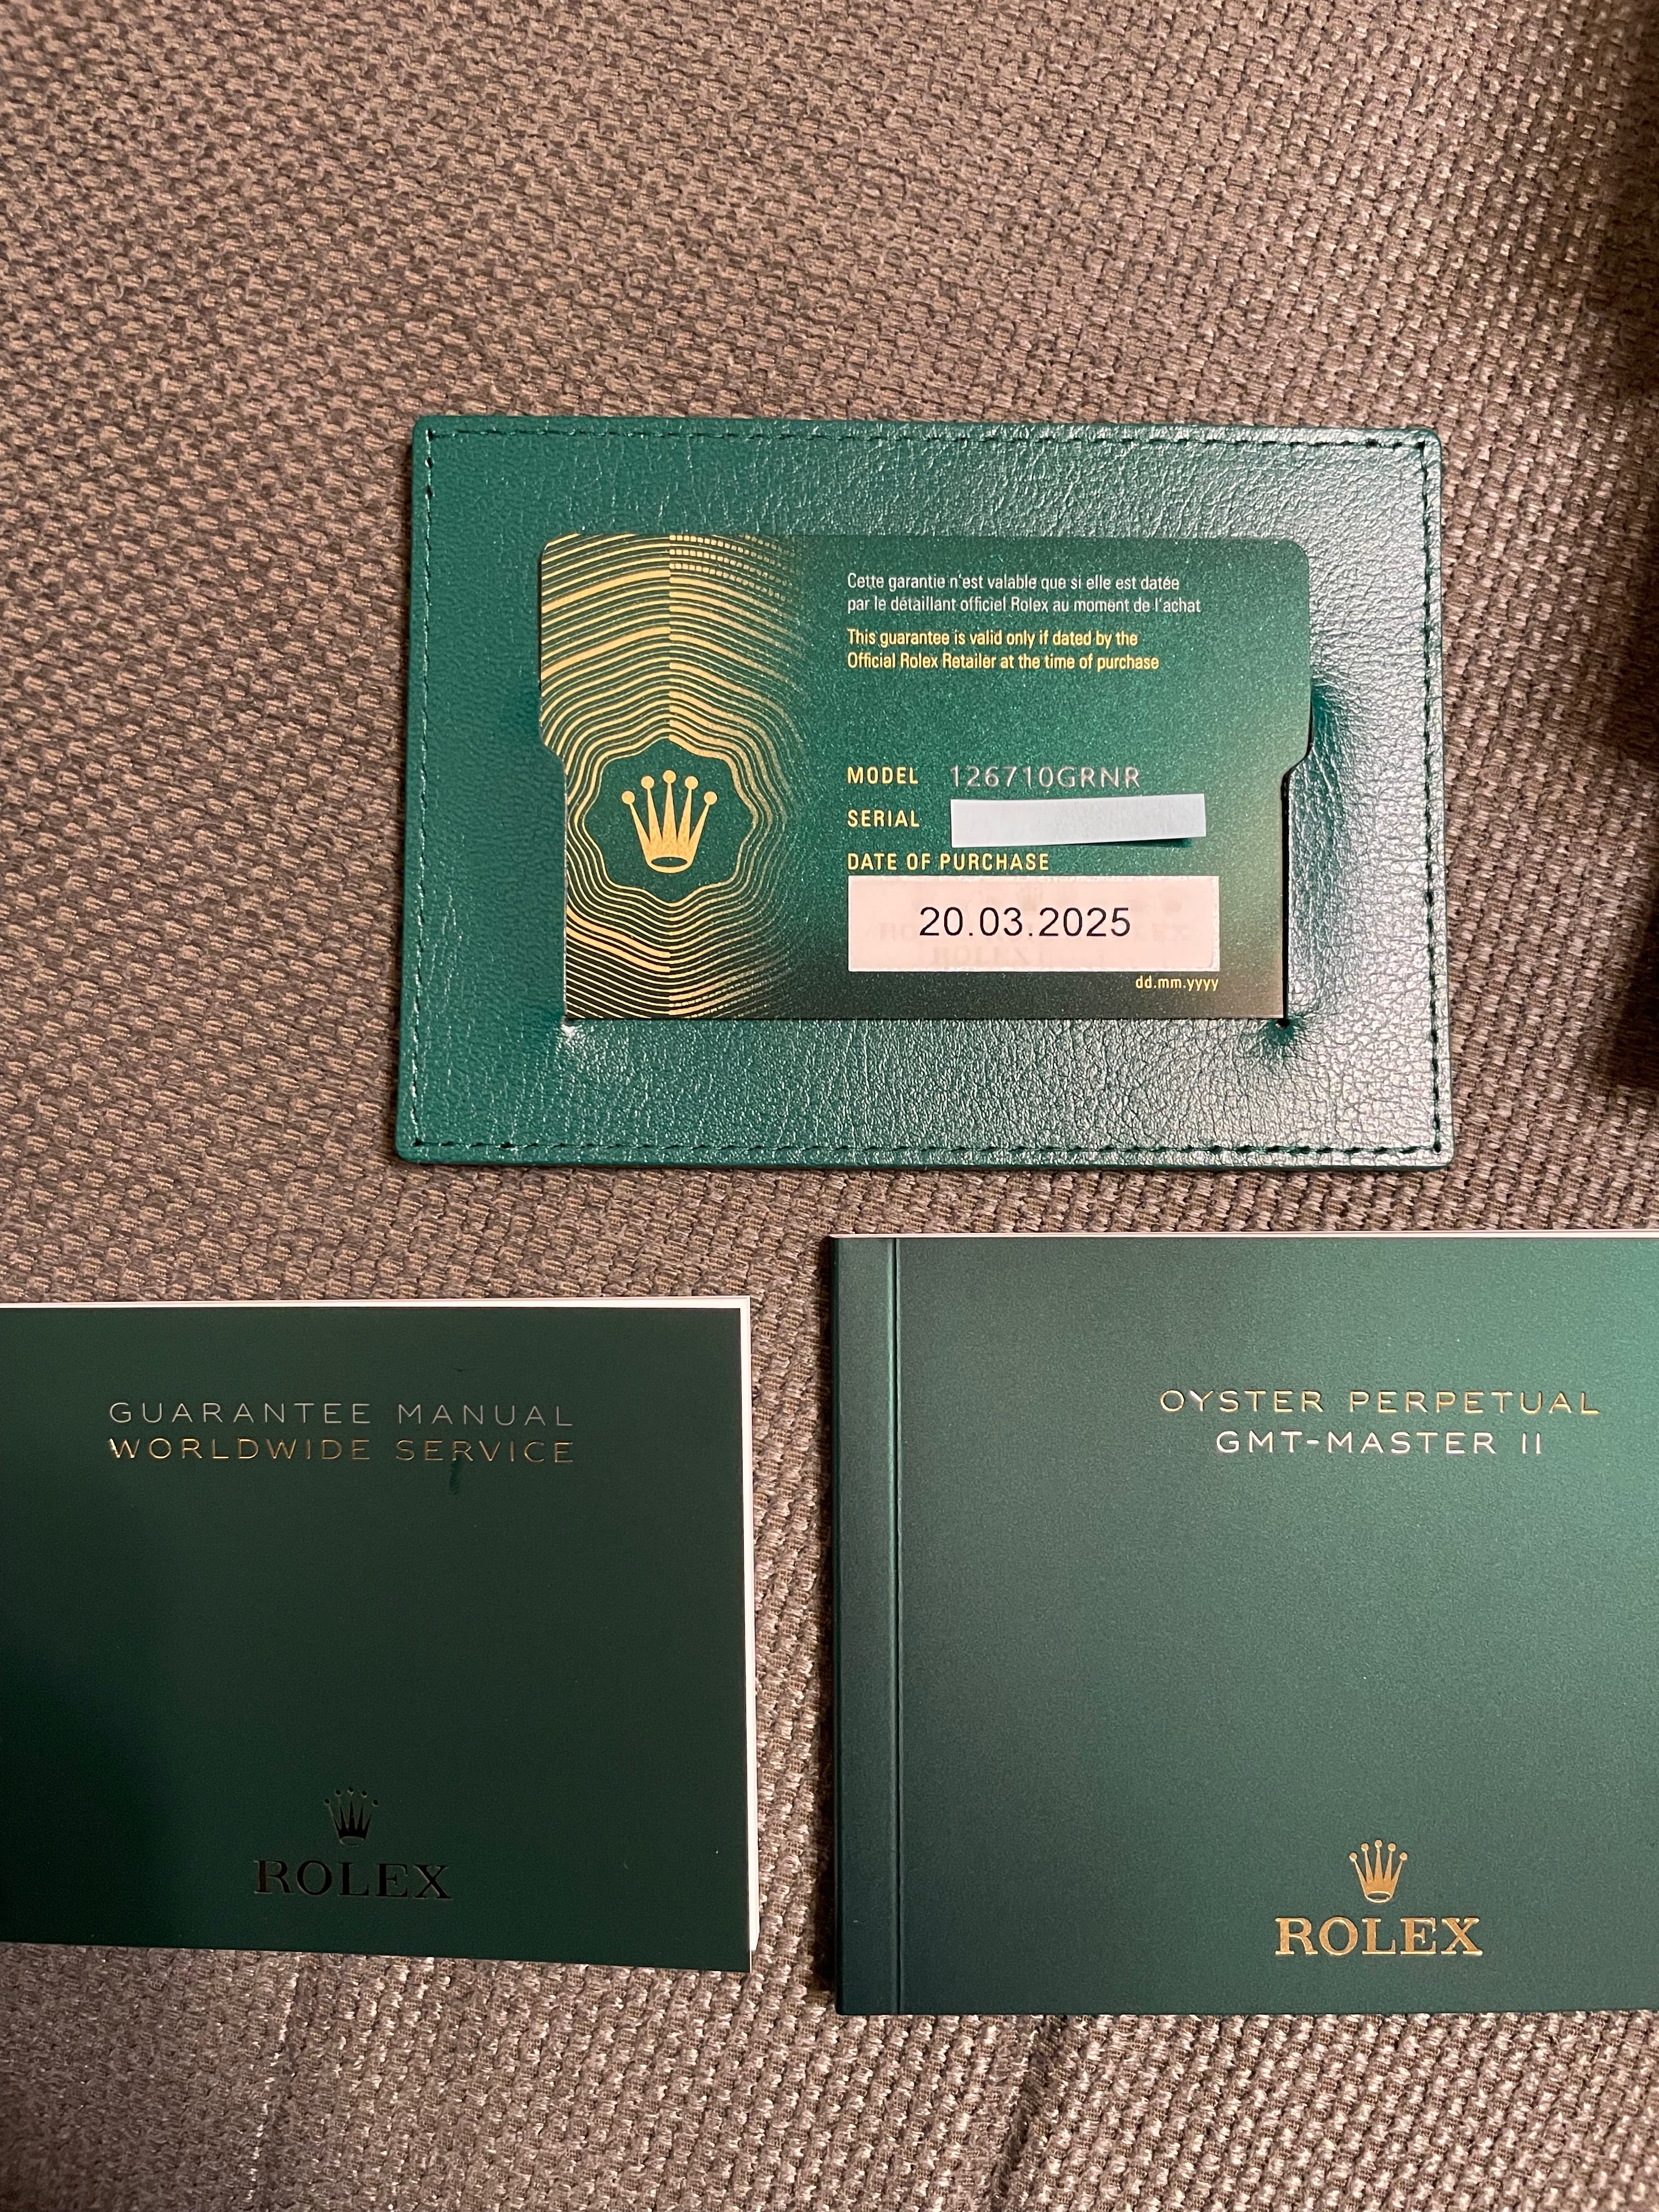 Cette garantie n'est valable que si elle est datée
par le détaillant officiel Rolex au moment de l'achat
This guarantee is valid only if dated by the
Official Rolex Retailer at the time of purchase
MODEL 126710GRNR
SERIAL
DATE OF PURCHASE
20.03.2025
dd.mm.yyyy
GUARANTEE MANUAL
WORLDWIDE SERVICE
ROLEX
OYSTER PERPETUAL
GMT-MASTER II
ROLEX